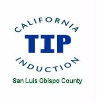 CALIFORNIA
TIP
INDUCTION
San Luis Obispo County